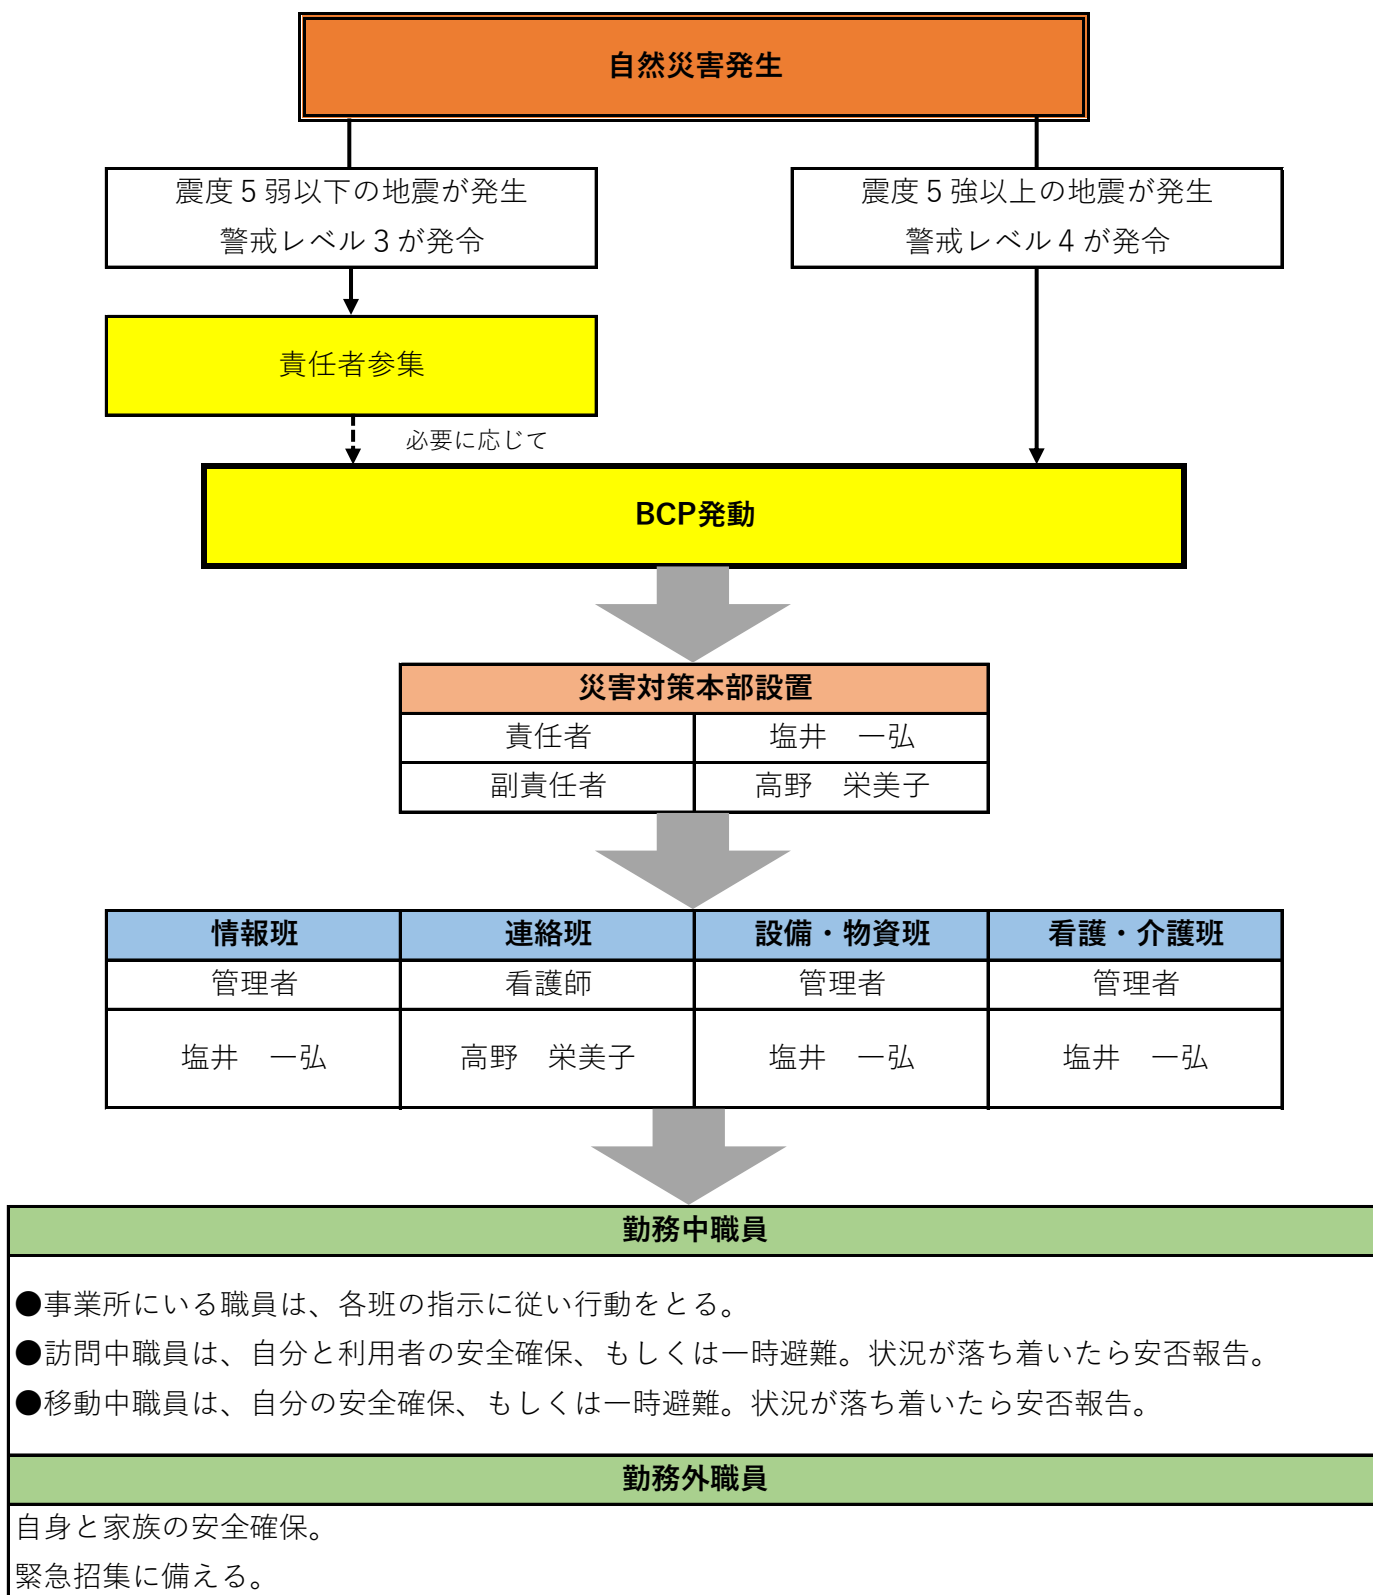 自然災害発生
震度５弱以下の地震が発生
警戒レベル３が発令
震度５強以上の地震が発生
警戒レベル４が発令
責任者参集
必要に応じて
BCP発動
災害対策本部設置
責任者 塩井　一弘
副責任者 高野　栄美子
情報班 連絡班 設備・物資班 看護・介護班
管理者 看護師 管理者 管理者
塩井　一弘 高野　栄美子 塩井　一弘 塩井　一弘
勤務中職員
●事業所にいる職員は、各班の指示に従い行動をとる。
●訪問中職員は、自分と利用者の安全確保、もしくは一時避難。状況が落ち着いたら安否報告。
●移動中職員は、自分の安全確保、もしくは一時避難。状況が落ち着いたら安否報告。
勤務外職員
自身と家族の安全確保。
緊急招集に備える。